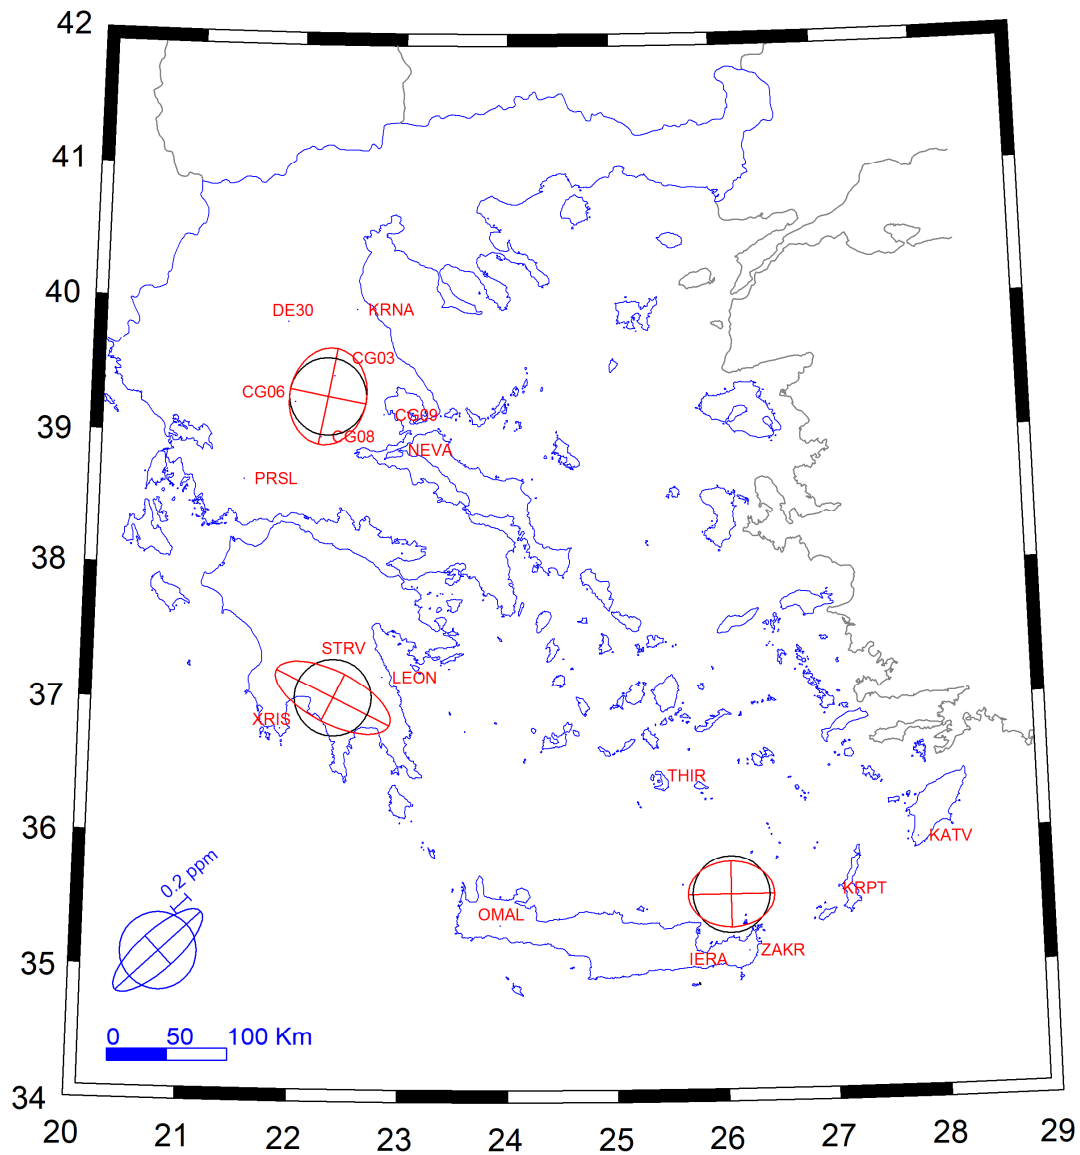 42
41
40
DE30
KRNA
CG03
CG06
CG09
39
CG08
NEVA
PRSL
38
STRV
LEON
37
XRIS
THIR
36
KATV
0.2 ppm
KRPT
OMAL
IERA
ZAKR
35
0 50 100 Km
34
20 21 22 23 24 25 26 27 28 29